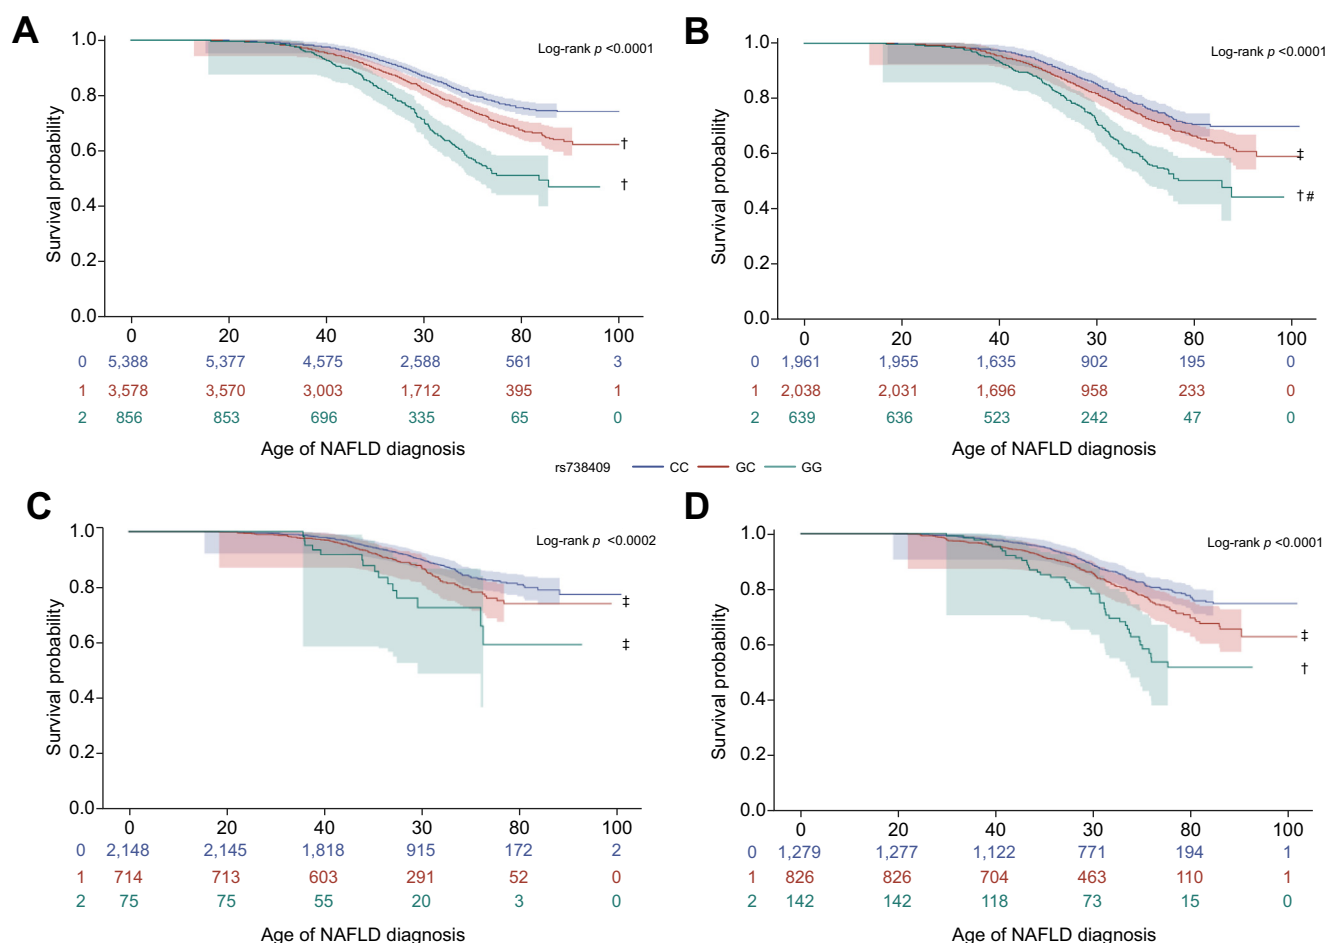 A
Log-rank p <0.0001
Survival probability
1.0
0.8
0.6
0.4
0.2
0.0
0 20 40 30 80 100
0 5,388 5,377 4,575 2,588 561 3
1 3,578 3,570 3,003 1,712 395 1
2 856 853 696 335 65 0
Age of NAFLD diagnosis
†
†
B
Log-rank p <0.0001
Survival probability
1.0
0.8
0.6
0.4
0.2
0.0
0 20 40 30 80 100
0 1,961 1,955 1,635 902 195 0
1 2,038 2,031 1,696 958 233 0
2 639 636 523 242 47 0
Age of NAFLD diagnosis
‡
† #
rs738409 CC GC GG
C
Log-rank p <0.0002
Survival probability
1.0
0.8
0.6
0.4
0.2
0.0
0 20 40 30 80 100
0 2,148 2,145 1,818 915 172 2
1 714 713 603 291 52 0
2 75 75 55 20 3 0
Age of NAFLD diagnosis
‡
‡
D
Log-rank p <0.0001
Survival probability
1.0
0.8
0.6
0.4
0.2
0.0
0 20 40 30 80 100
0 1,279 1,277 1,122 771 194 1
1 826 826 704 463 110 1
2 142 142 118 73 15 0
Age of NAFLD diagnosis
‡
†